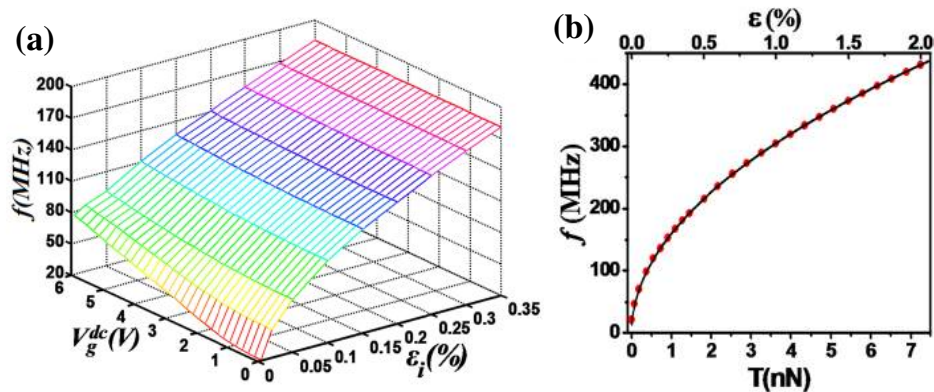 (a)
f(MHz)
200
170
140
110
80
50
20
6
5
4
3
2
1
0
V_g^dc(V)
0
0.05
0.1
0.15
0.2
0.25
0.3
0.35
ε_i(%)
(b)
ε(%)
0.0 0.5 1.0 1.5 2.0
f (MHz)
400
300
200
100
0
0 1 2 3 4 5 6 7
T(nN)